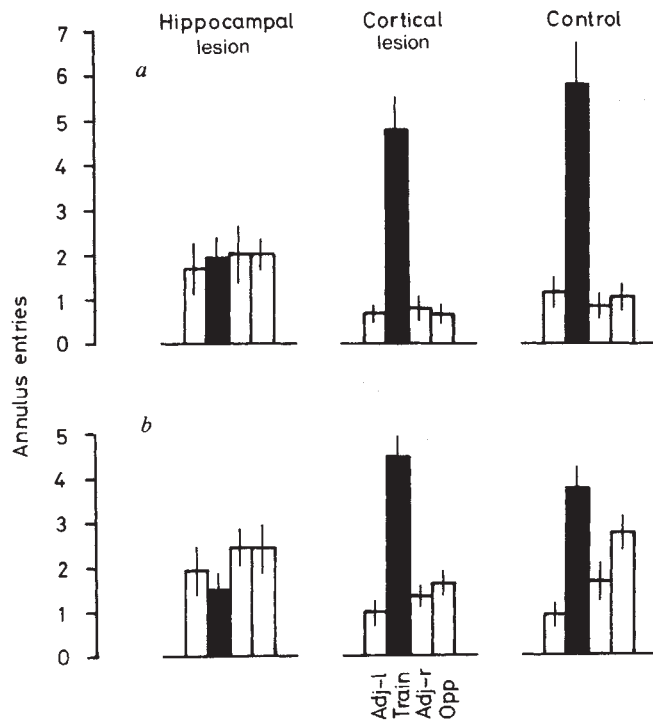 Hippocampal lesion
Cortical lesion
Control
a
7
6
5
4
3
2
1
0
Annulus entries
b
5
4
3
2
1
0
Adj-l
Train
Adj-r
Opp